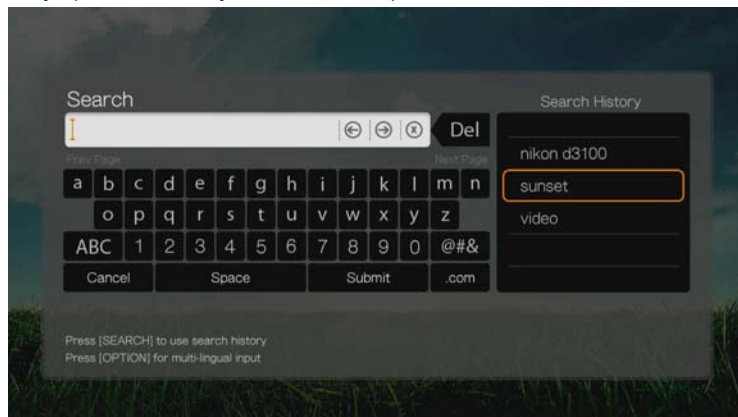 Search
Search History
Del
Prev Page
Next Page
a b c d e f g h i j k l m n
o p q r s t u v w x y z
ABC 1 2 3 4 5 6 7 8 9 0 @#&
Cancel Space Submit .com
nikon d3100
sunset
video
Press [SEARCH] to use search history
Press [OPTION] for multi-lingual input